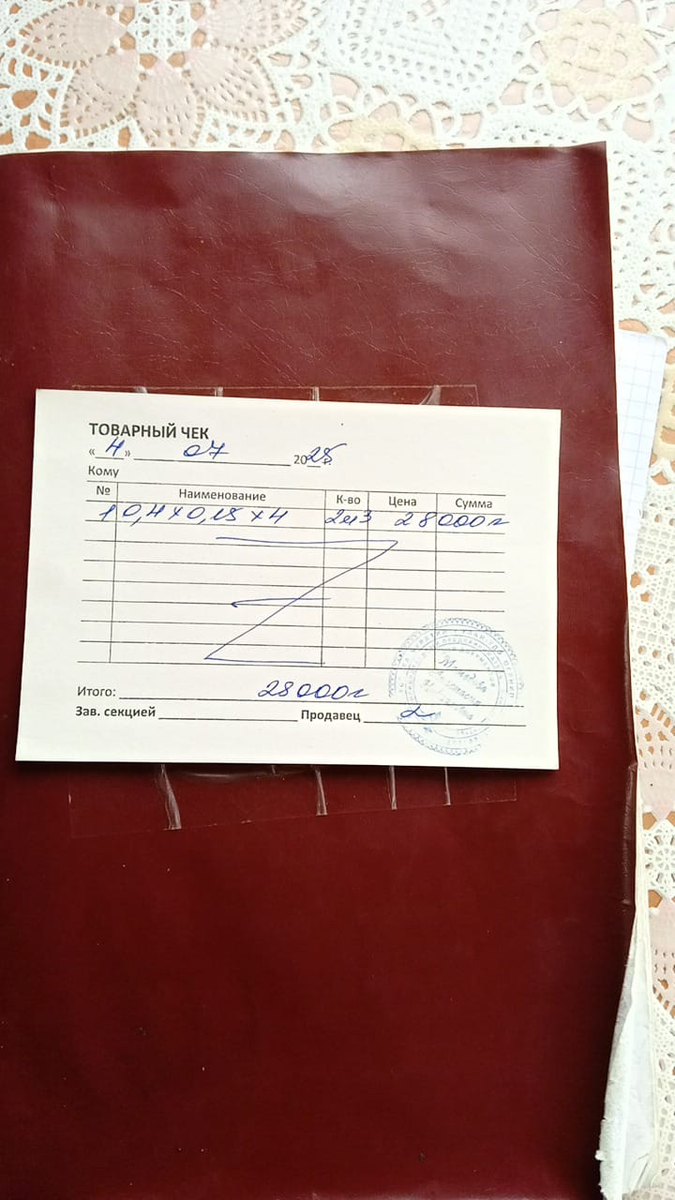 ТОВАРНЫЙ ЧЕК
« 4 » 07 2025 г.
Кому
№ Наименование К-во Цена Сумма
1 0,4×0,15×4 2м3 28000г
Итого: 28000г
Зав. секцией Продавец